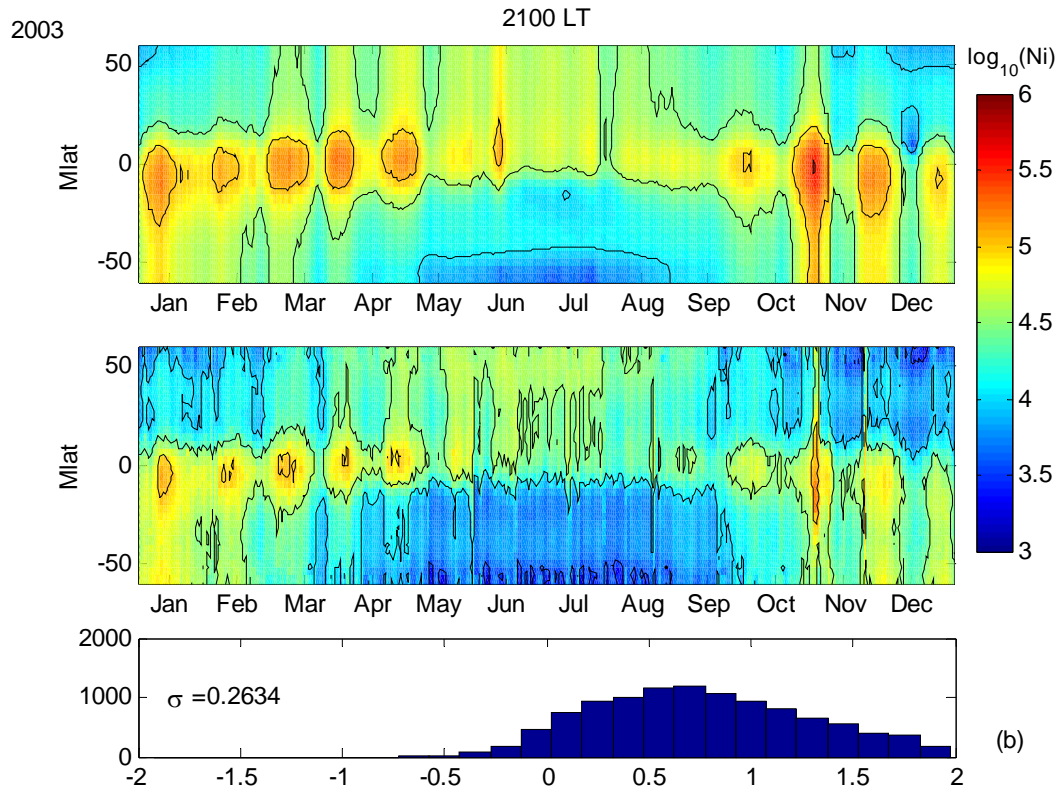 2100 LT
2003
log10(Ni)
50
0
-50
Mlat
Jan Feb Mar Apr May Jun Jul Aug Sep Oct Nov Dec
6
5.5
5
4.5
4
3.5
3
50
0
-50
Mlat
Jan Feb Mar Apr May Jun Jul Aug Sep Oct Nov Dec
2000
1000
0
σ =0.2634
(b)
-2 -1.5 -1 -0.5 0 0.5 1 1.5 2